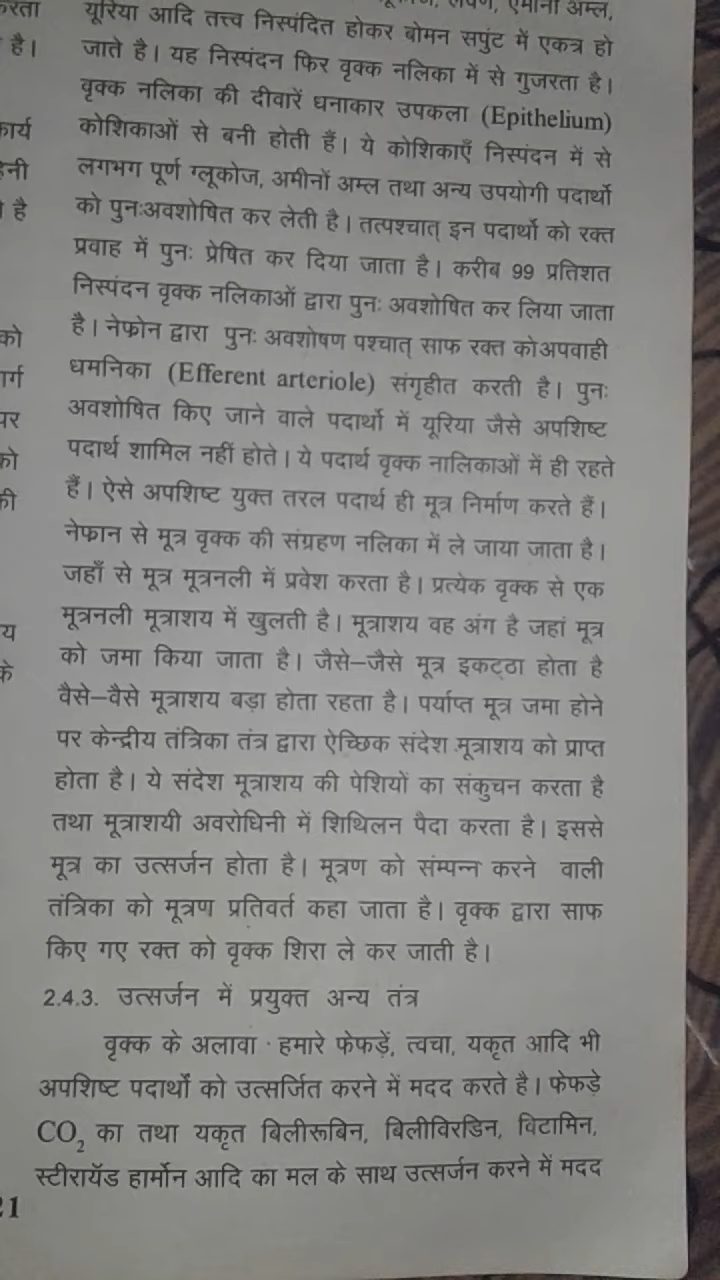 लवण, एमीनो अम्ल,
यूरिया आदि तत्त्व निस्पंदित होकर बोमन सपुंट में एकत्र हो
जाते है। यह निस्पंदन फिर वृक्क नलिका में से गुजरता है।
वृक्क नलिका की दीवारें धनाकार उपकला (Epithelium)
कोशिकाओं से बनी होती हैं। ये कोशिकाएँ निस्पंदन में से
लगभग पूर्ण ग्लूकोज, अमीनों अम्ल तथा अन्य उपयोगी पदार्थो
को पुनःअवशोषित कर लेती है। तत्पश्चात् इन पदार्थो को रक्त
प्रवाह में पुनः प्रेषित कर दिया जाता है। करीब 99 प्रतिशत
निस्पंदन वृक्क नलिकाओं द्वारा पुनः अवशोषित कर लिया जाता
है। नेफ्रोन द्वारा पुनः अवशोषण पश्चात् साफ रक्त कोअपवाही
धमनिका (Efferent arteriole) संगृहीत करती है। पुनः
अवशोषित किए जाने वाले पदार्थो में यूरिया जैसे अपशिष्ट
पदार्थ शामिल नहीं होते। ये पदार्थ वृक्क नालिकाओं में ही रहते
हैं। ऐसे अपशिष्ट युक्त तरल पदार्थ ही मूत्र निर्माण करते हैं।
नेफ्रान से मूत्र वृक्क की संग्रहण नलिका में ले जाया जाता है।
जहाँ से मूत्र मूत्रनली में प्रवेश करता है। प्रत्येक वृक्क से एक
मूत्रनली मूत्राशय में खुलती है। मूत्राशय वह अंग है जहां मूत्र
को जमा किया जाता है। जैसे–जैसे मूत्र इकट्ठा होता है
वैसे–वैसे मूत्राशय बड़ा होता रहता है। पर्याप्त मूत्र जमा होने
पर केन्द्रीय तंत्रिका तंत्र द्वारा ऐच्छिक संदेश मूत्राशय को प्राप्त
होता है। ये संदेश मूत्राशय की पेशियों का संकुचन करता है
तथा मूत्राशयी अवरोधिनी में शिथिलन पैदा करता है। इससे
मूत्र का उत्सर्जन होता है। मूत्रण को संम्पन्न करने वाली
तंत्रिका को मूत्रण प्रतिवर्त कहा जाता है। वृक्क द्वारा साफ
किए गए रक्त को वृक्क शिरा ले कर जाती है।
2.4.3. उत्सर्जन में प्रयुक्त अन्य तंत्र
वृक्क के अलावा हमारे फेफड़ें, त्वचा, यकृत आदि भी
अपशिष्ट पदार्थों को उत्सर्जित करने में मदद करते है। फेफड़े
CO₂ का तथा यकृत बिलीरूबिन, बिलीविरडिन, विटामिन,
स्टीरायॅड हार्मोन आदि का मल के साथ उत्सर्जन करने में मदद